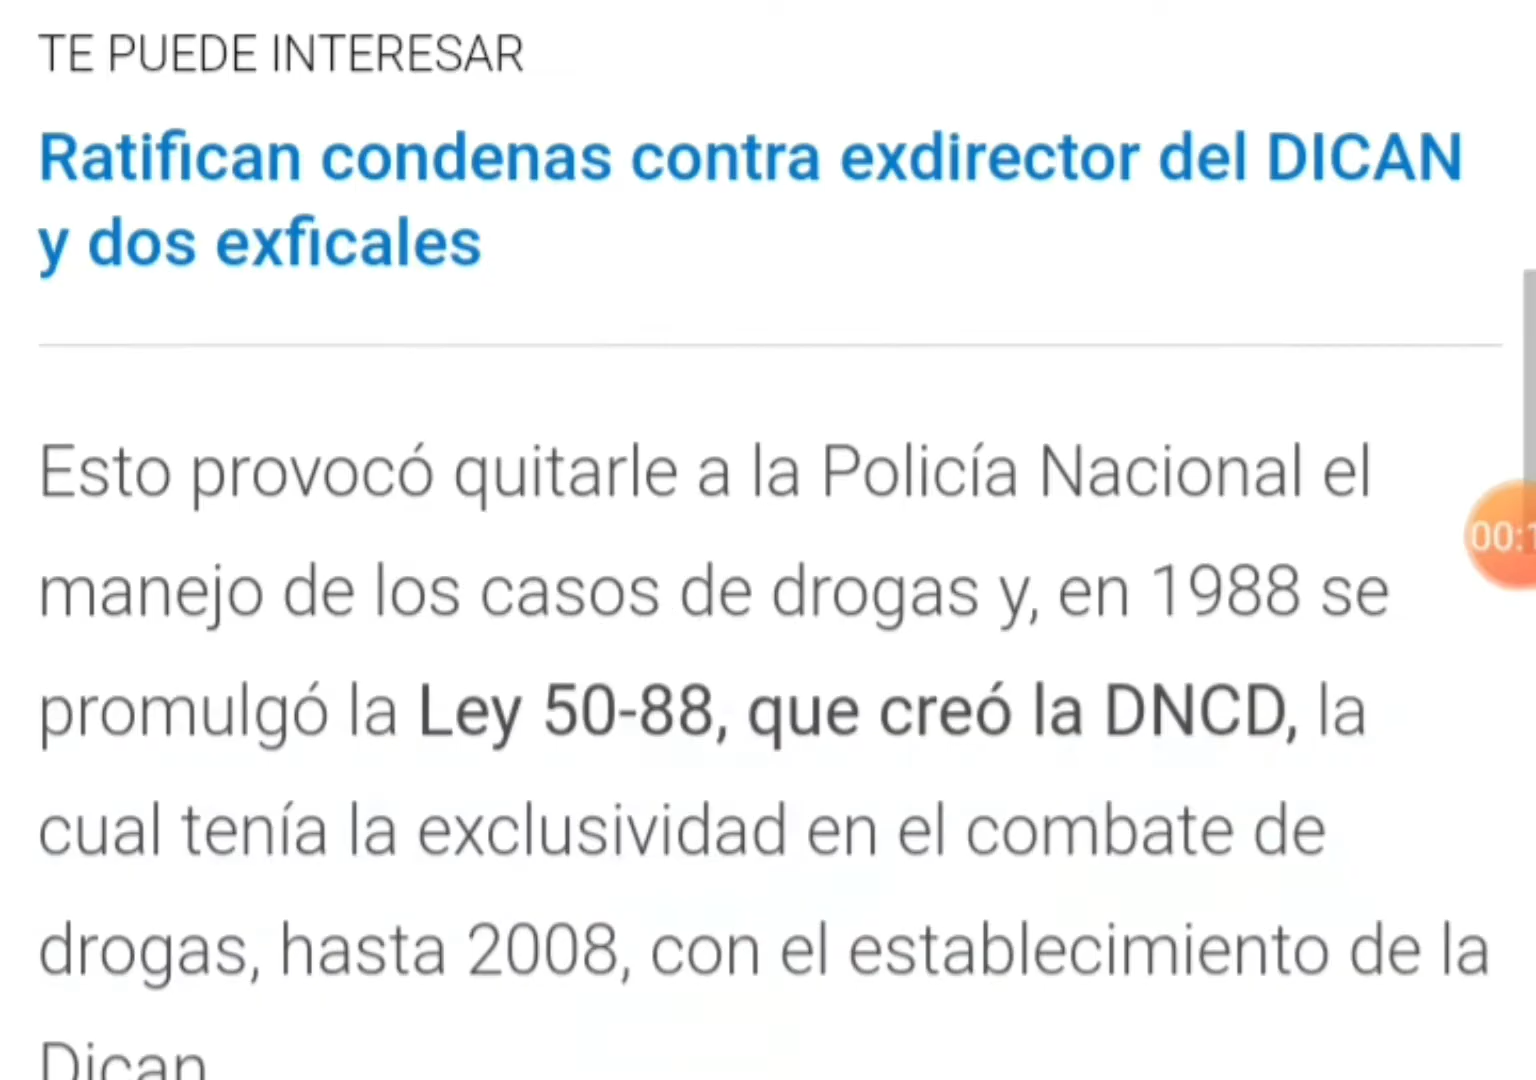 TE PUEDE INTERESAR
Ratifican condenas contra exdirector del DICAN
y dos exficales
Esto provocó quitarle a la Policía Nacional el
manejo de los casos de drogas y, en 1988 se
promulgó la Ley 50-88, que creó la DNCD, la
cual tenía la exclusividad en el combate de
drogas, hasta 2008, con el establecimiento de la
Dican